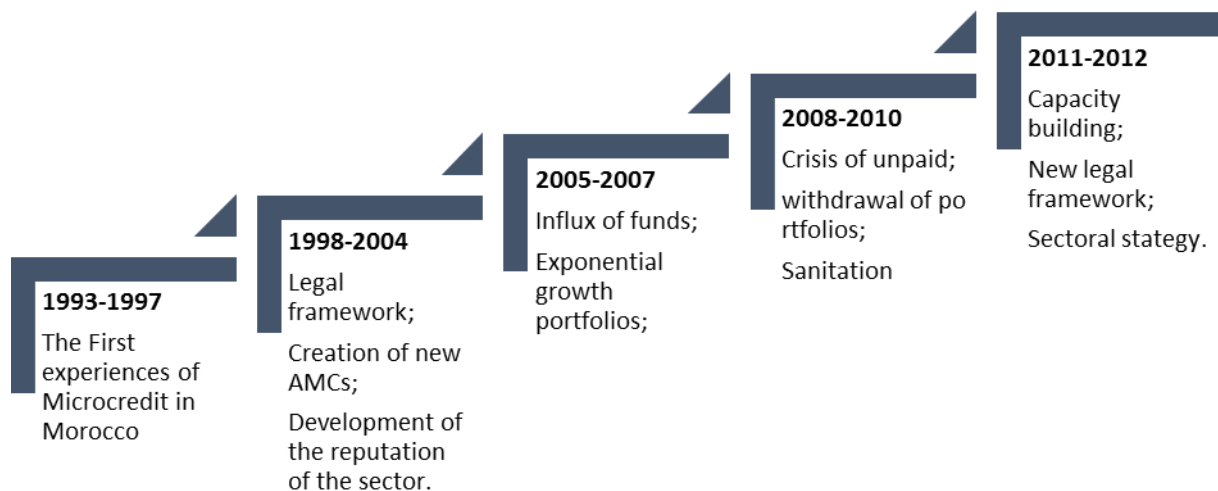 1993-1997
The First
experiences of
Microcredit in
Morocco
1998-2004
Legal
framework;
Creation of new
AMCs;
Development of
the reputation
of the sector.
2005-2007
Influx of funds;
Exponential
growth
portfolios;
2008-2010
Crisis of unpaid;
withdrawal of po
rtfolios;
Sanitation
2011-2012
Capacity
building;
New legal
framework;
Sectoral stategy.